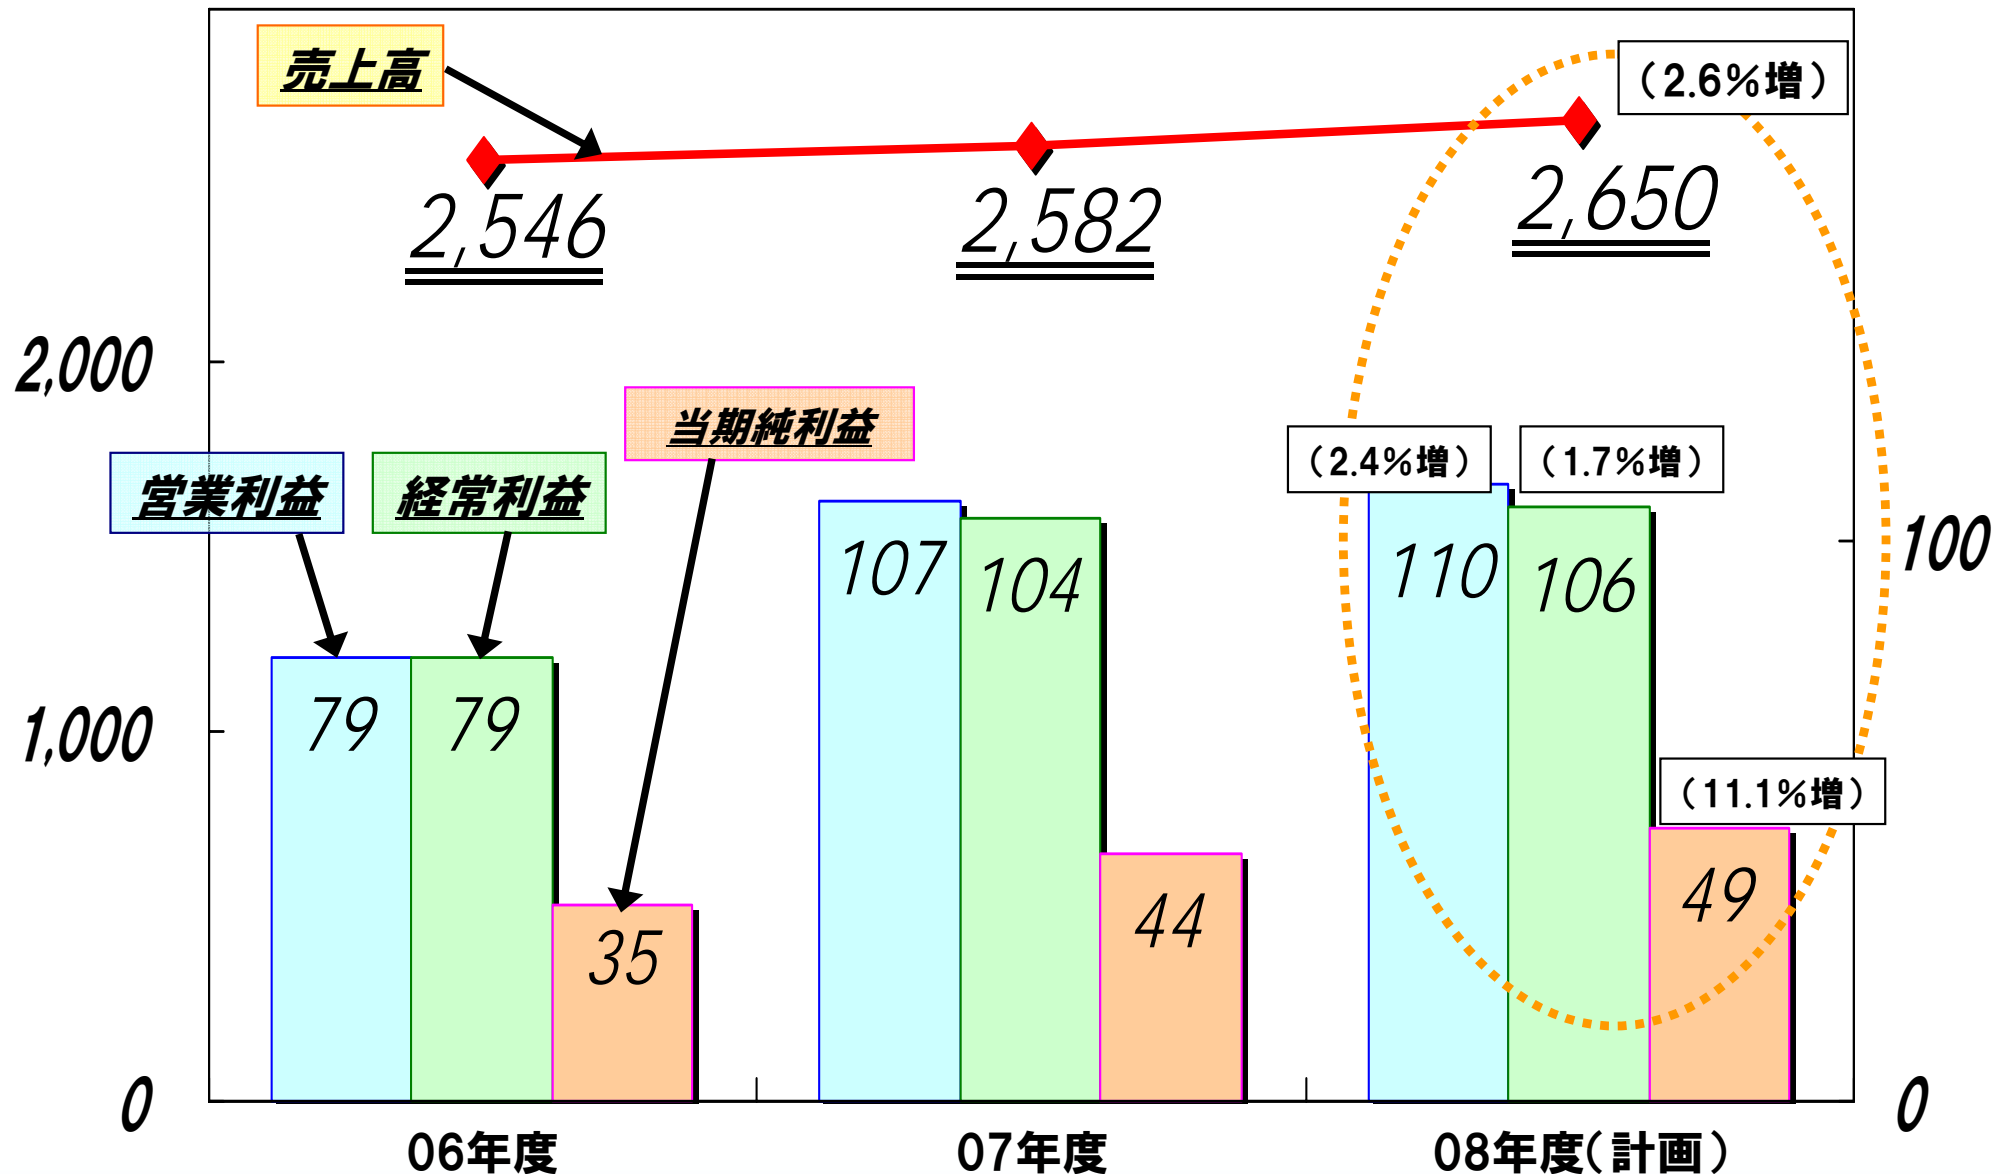 売上高
（2.6％増）
2,546
2,582
2,650
2,000
当期純利益
営業利益
経常利益
（2.4％増）
（1.7％増）
100
107
104
110
106
79
79
1,000
（11.1％増）
35
44
49
0
0
06年度
07年度
08年度（計画）